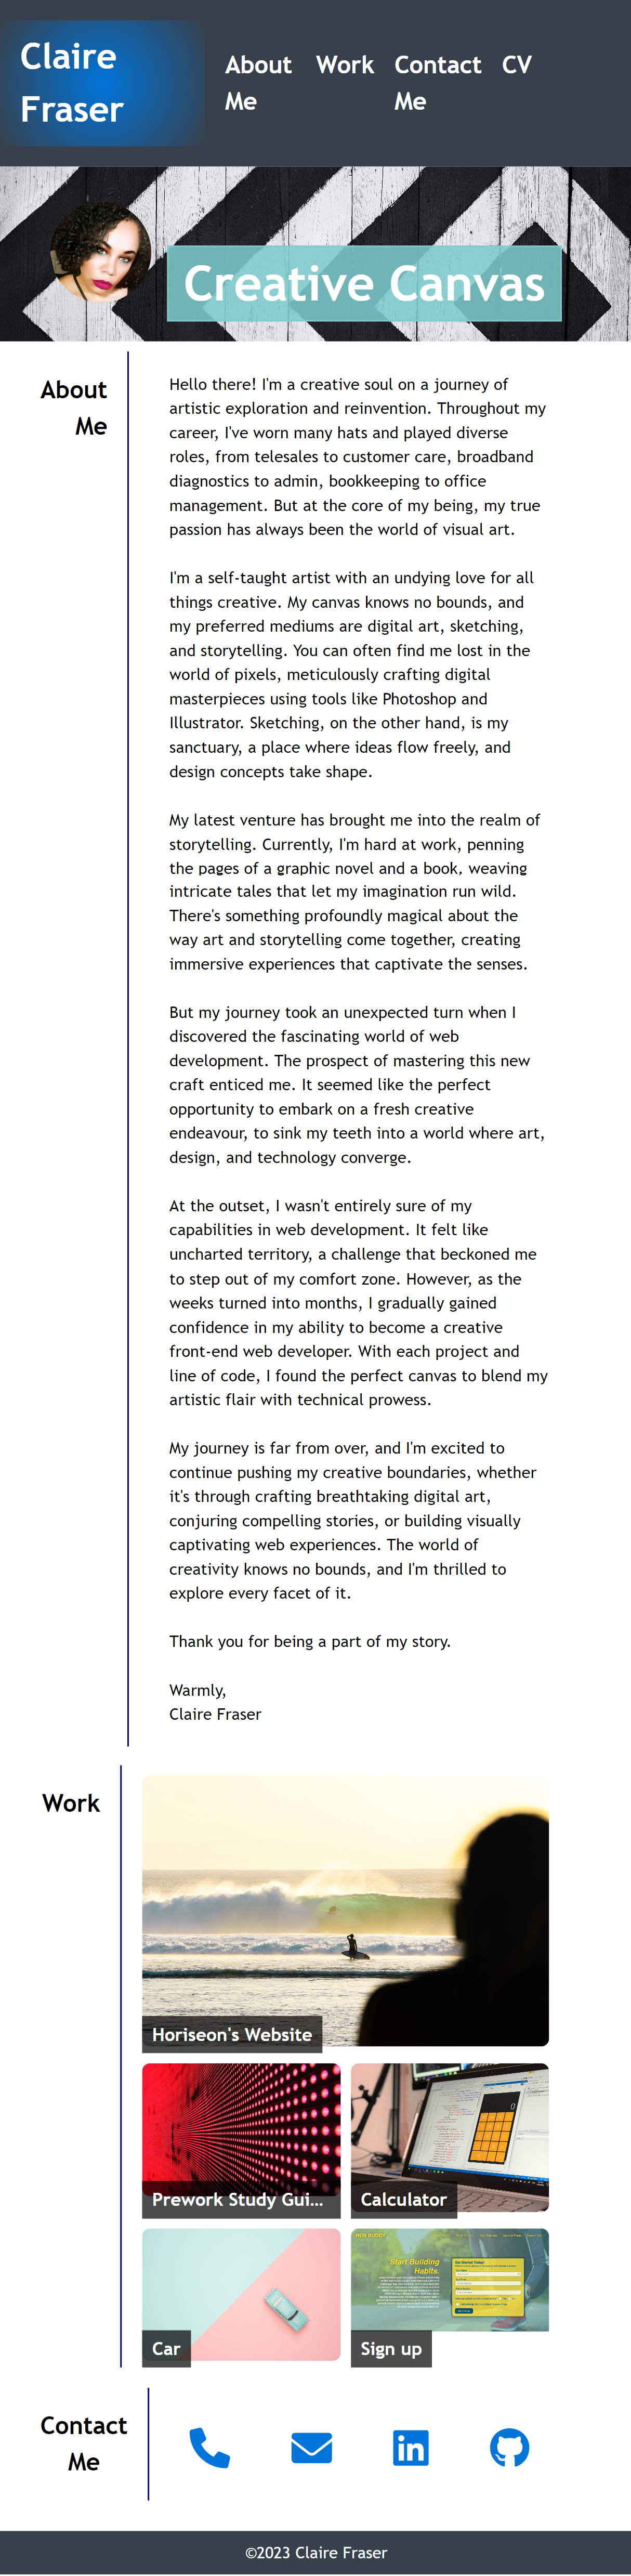 Claire
Fraser
About
Me
Work
Contact
Me
CV
Creative Canvas
About
Me
Hello there! I'm a creative soul on a journey of
artistic exploration and reinvention. Throughout my
career, I've worn many hats and played diverse
roles, from telesales to customer care, broadband
diagnostics to admin, bookkeeping to office
management. But at the core of my being, my true
passion has always been the world of visual art.
I'm a self-taught artist with an undying love for all
things creative. My canvas knows no bounds, and
my preferred mediums are digital art, sketching,
and storytelling. You can often find me lost in the
world of pixels, meticulously crafting digital
masterpieces using tools like Photoshop and
Illustrator. Sketching, on the other hand, is my
sanctuary, a place where ideas flow freely, and
design concepts take shape.
My latest venture has brought me into the realm of
storytelling. Currently, I'm hard at work, penning
the pages of a graphic novel and a book, weaving
intricate tales that let my imagination run wild.
There's something profoundly magical about the
way art and storytelling come together, creating
immersive experiences that captivate the senses.
But my journey took an unexpected turn when I
discovered the fascinating world of web
development. The prospect of mastering this new
craft enticed me. It seemed like the perfect
opportunity to embark on a fresh creative
endeavour, to sink my teeth into a world where art,
design, and technology converge.
At the outset, I wasn't entirely sure of my
capabilities in web development. It felt like
uncharted territory, a challenge that beckoned me
to step out of my comfort zone. However, as the
weeks turned into months, I gradually gained
confidence in my ability to become a creative
front-end web developer. With each project and
line of code, I found the perfect canvas to blend my
artistic flair with technical prowess.
My journey is far from over, and I'm excited to
continue pushing my creative boundaries, whether
it's through crafting breathtaking digital art,
conjuring compelling stories, or building visually
captivating web experiences. The world of
creativity knows no bounds, and I'm thrilled to
explore every facet of it.
Thank you for being a part of my story.
Warmly,
Claire Fraser
Work
Horiseon's Website
Prework Study Gui...
Calculator
Car
Start Building
Habits.
Sign up
Contact
Me
©2023 Claire Fraser